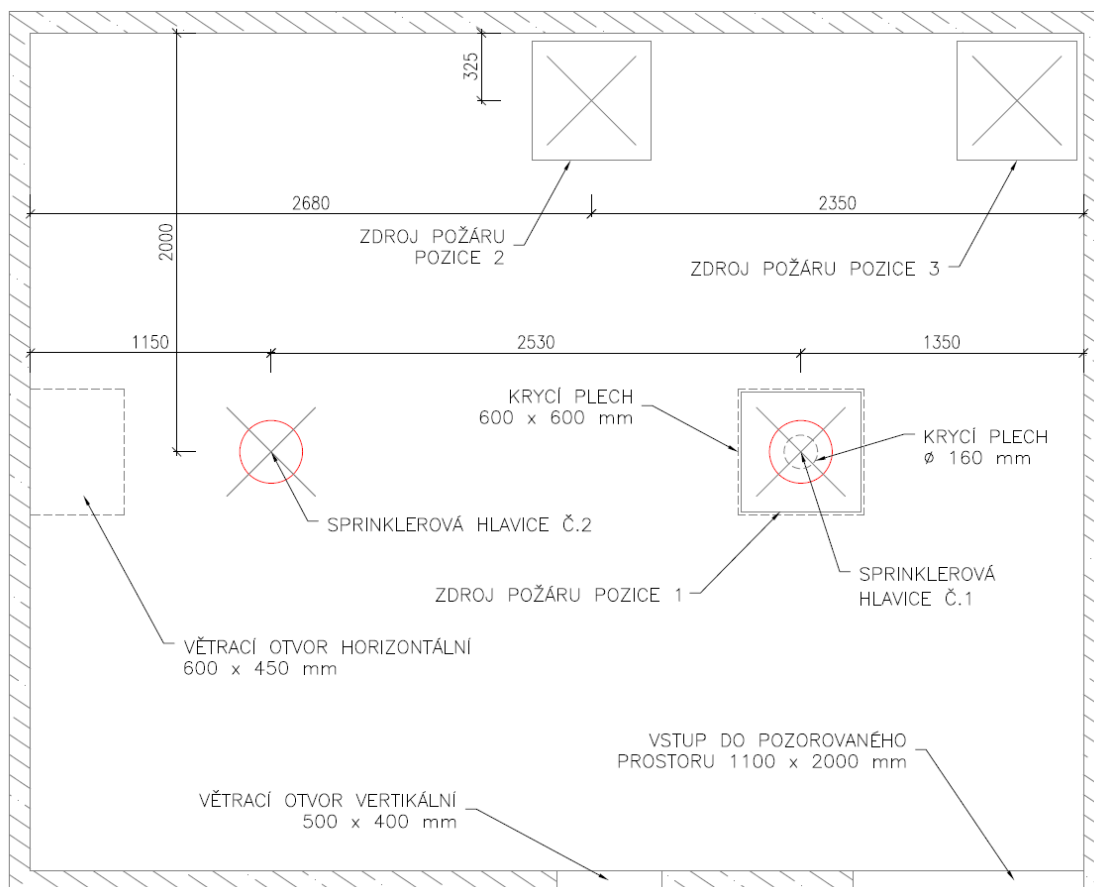 325
2680
2350
2000
ZDROJ POŽÁRU
POZICE 2
ZDROJ POŽÁRU POZICE 3
1150
2530
1350
KRYCÍ PLECH
600 x 600 mm
KRYCÍ PLECH
ø 160 mm
SPRINKLEROVÁ HLAVICE Č.2
SPRINKLEROVÁ
HLAVICE Č.1
ZDROJ POŽÁRU POZICE 1
VĚTRACÍ OTVOR HORIZONTÁLNÍ
600 x 450 mm
VSTUP DO POZOROVANÉHO
PROSTORU 1100 x 2000 mm
VĚTRACÍ OTVOR VERTIKÁLNÍ
500 x 400 mm